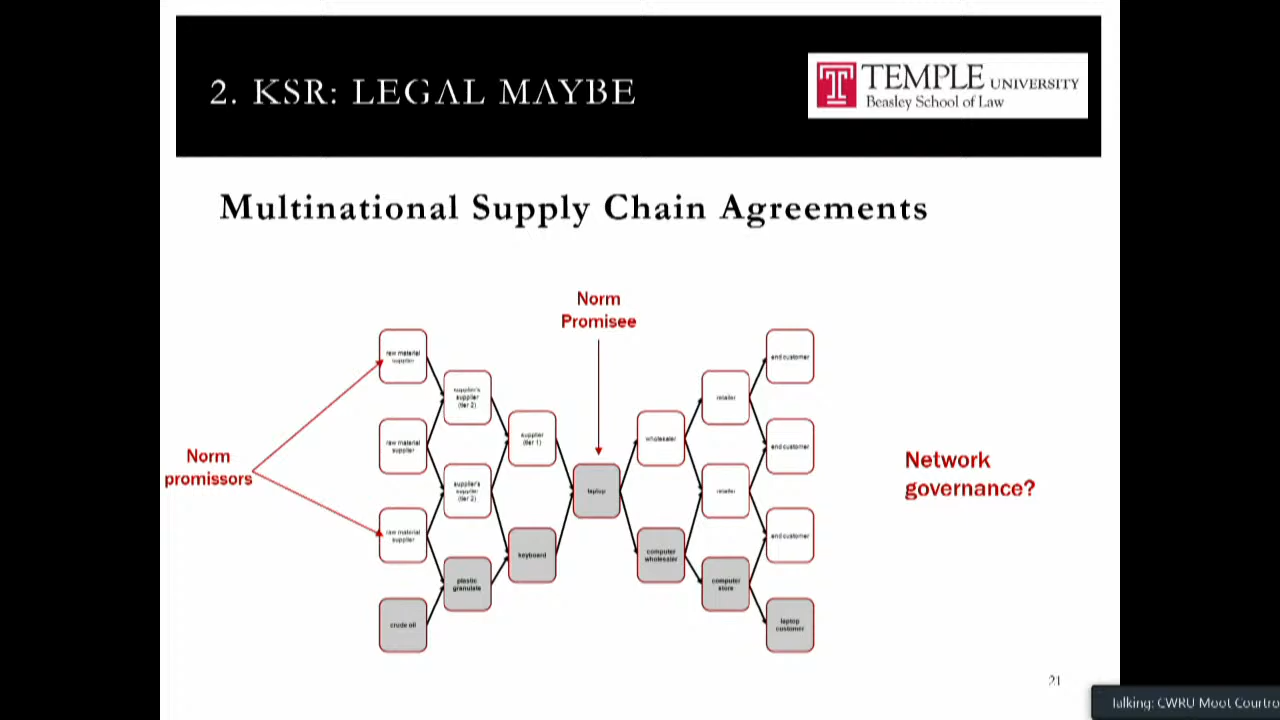 2. KSR: LEGAL MAYBE
TEMPLE UNIVERSITY
Beasley School of Law
Multinational Supply Chain Agreements
Norm
Promisee
raw material
supplier
end customer
supplier's
supplier
(tier 2)
retailer
supplier
(tier 1)
wholesaler
raw material
supplier
end customer
Norm
promissors
Network
governance?
supplier's
supplier
(tier 2)
laptop
retailer
raw material
supplier
end customer
keyboard
computer
wholesaler
plastic
granulate
computer
store
crude oil
laptop
customer
21
Talking: CWRU Moot Courtro